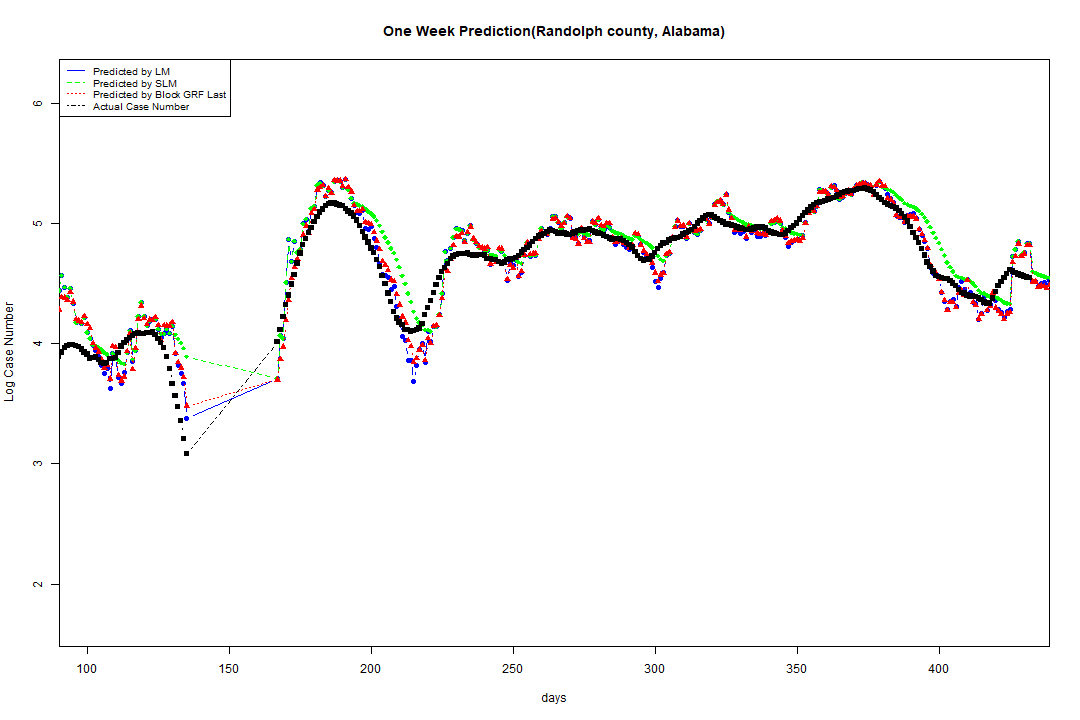 One Week Prediction(Randolph county, Alabama)
Predicted by LM
Predicted by SLM
Predicted by Block GRF Last
Actual Case Number
6
5
4
3
2
Log Case Number
100 150 200 250 300 350 400
days